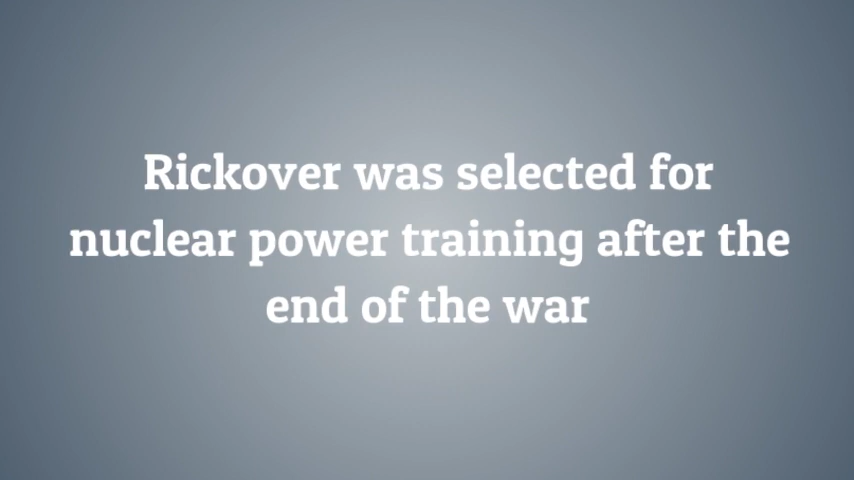 Rickover was selected for
nuclear power training after the
end of the war